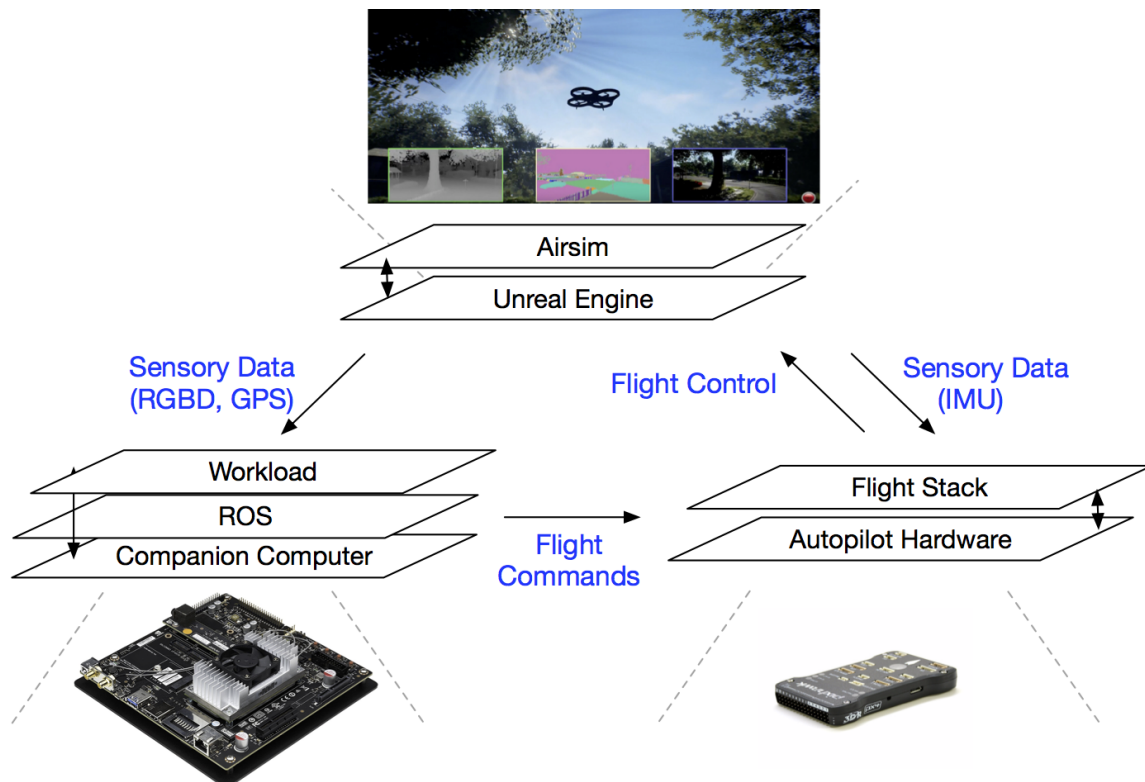 Airsim
Unreal Engine
Sensory Data
(RGBD, GPS)
Flight Control
Sensory Data
(IMU)
Workload
ROS
Companion Computer
Flight
Commands
Flight Stack
Autopilot Hardware